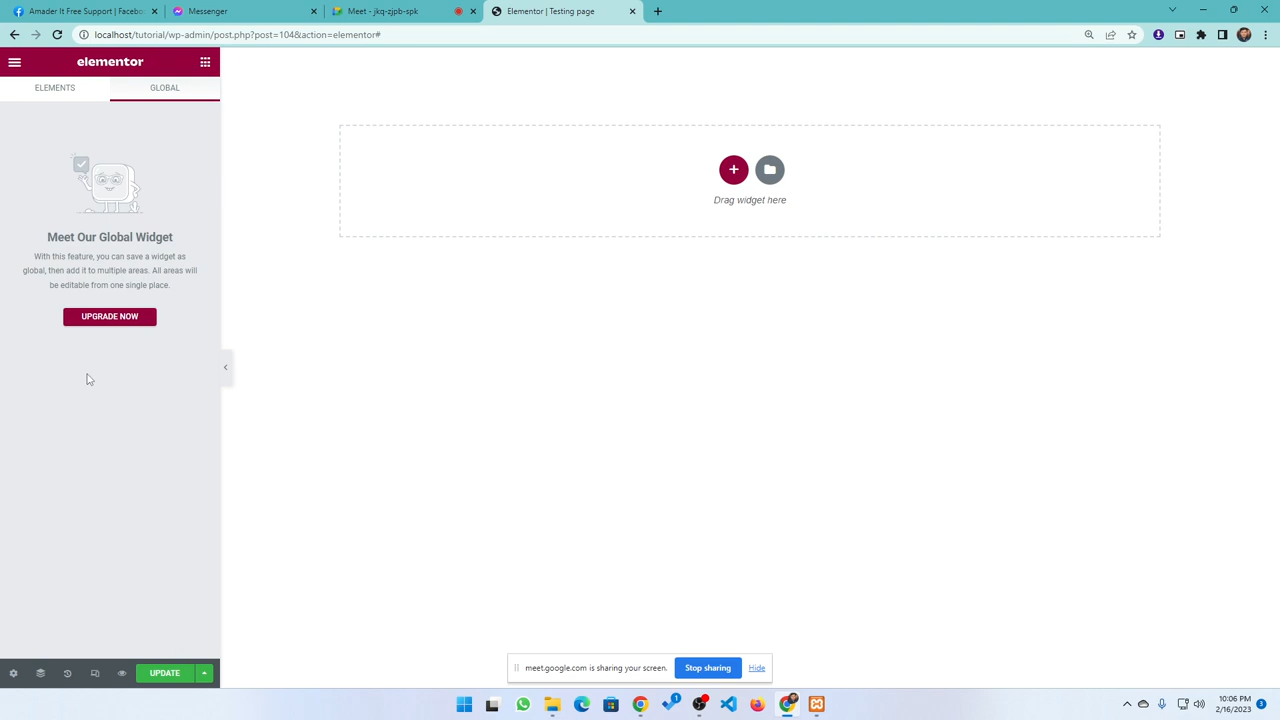 Amader It Free Support | Facebo
Messenger
Meet - jkq-zjpb-spk
Elementor | Testing page
localhost/tutorial/wp-admin/post.php?post=104&action=elementor#
elementor
ELEMENTS
GLOBAL
Meet Our Global Widget
With this feature, you can save a widget as
global, then add it to multiple areas. All areas will
be editable from one single place.
UPGRADE NOW
Drag widget here
meet.google.com is sharing your screen.
Stop sharing
Hide
UPDATE
1
10:06 PM
2/16/2023
3